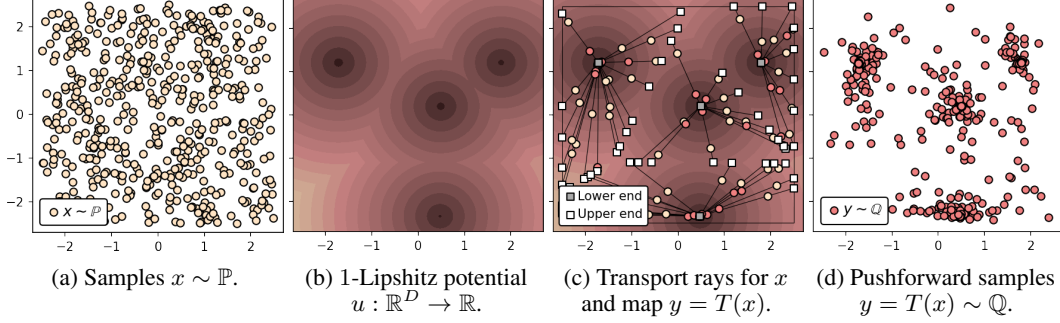 2
1
0
−1
−2
x ~ ℙ
−2 −1 0 1 2
−2 −1 0 1 2
Lower end
Upper end
−2 −1 0 1 2
2
1
0
−1
−2
y ~ ℚ
−2 −1 0 1 2
(a) Samples x ∼ ℙ.
(b) 1-Lipshitz potential
u : ℝ^D → ℝ.
(c) Transport rays for x
and map y = T(x).
(d) Pushforward samples
y = T(x) ∼ ℚ.